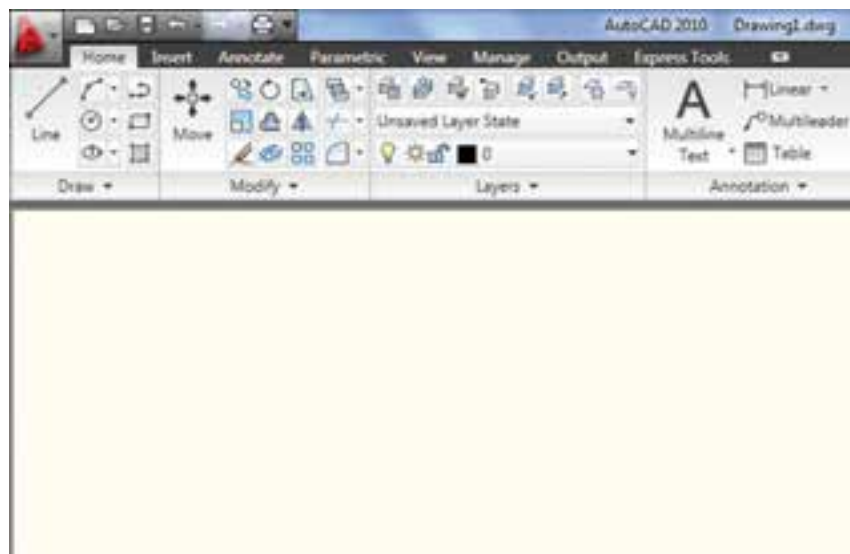 AutoCAD 2010 Drawing1.dwg
Home Insert Annotate Parametric View Manage Output Express Tools
Line Move Unsaved Layer State A Multiline Text Linear
Multileader
0 Table
Draw Modify Layers Annotation